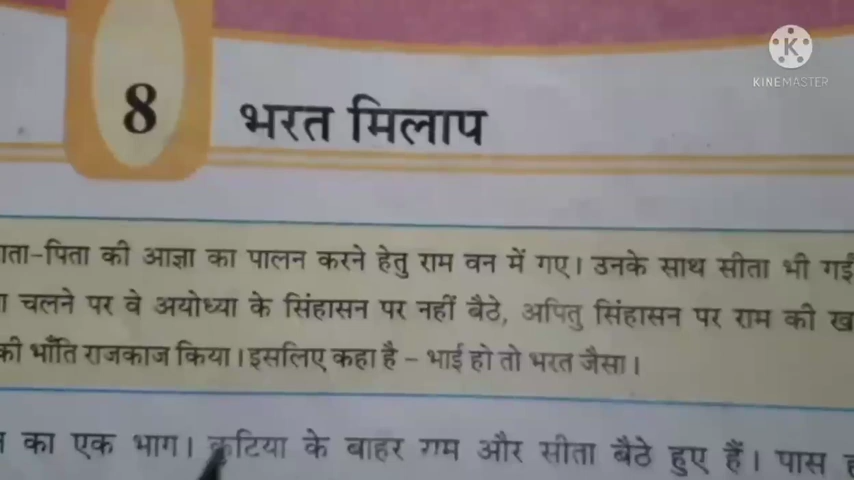 K
KINEMASTER
8 भरत मिलाप
की आज्ञा का पालन करने हेतु राम वन में गए। उनके साथ सीता भी गईं
चलने पर वे अयोध्या के सिंहासन पर नहीं बैठे, अपितु सिंहासन पर राम की
की भाँति राजकाज किया। इसलिए कहा है – भाई हो तो भरत जैसा।
का एक भाग। कुटिया के बाहर राम और सीता बैठे हुए हैं। पास